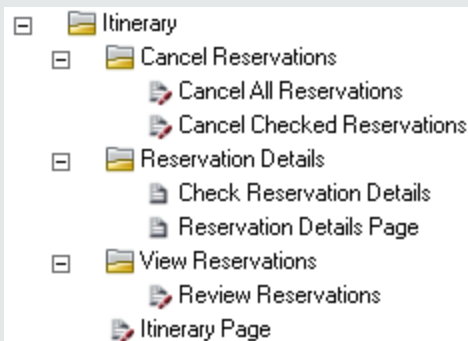 Itinerary
Cancel Reservations
Cancel All Reservations
Cancel Checked Reservations
Reservation Details
Check Reservation Details
Reservation Details Page
View Reservations
Review Reservations
Itinerary Page